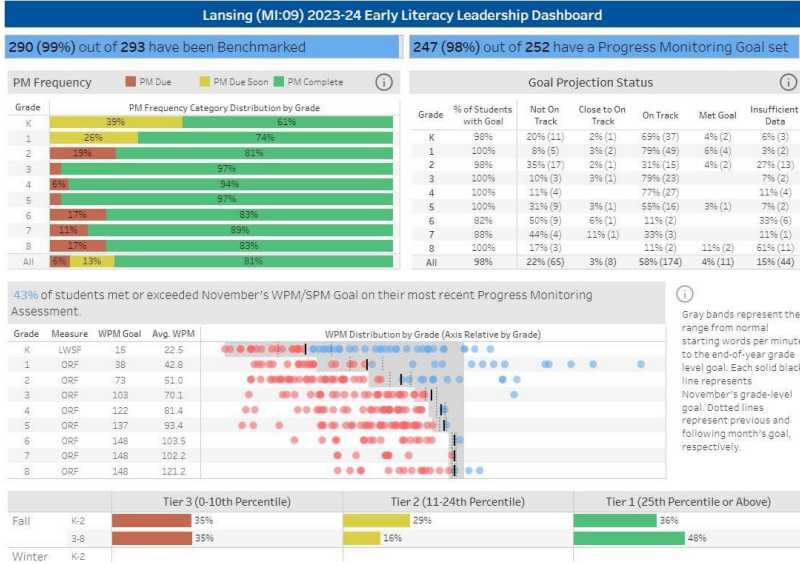 Lansing (MI:09) 2023-24 Early Literacy Leadership Dashboard
290 (99%) out of 293 have been Benchmarked
247 (98%) out of 252 have a Progress Monitoring Goal set
PM Frequency PM Due PM Due Soon PM Complete
Grade PM Frequency Category Distribution by Grade
K 39% 61%
1 26% 74%
2 19% 81%
3 97%
4 6% 94%
5 97%
6 17% 83%
7 11% 89%
8 17% 83%
All 6% 13% 81%
Goal Projection Status
Grade % of Students with Goal Not On Track Close to On Track On Track Met Goal Insufficient Data
K 98% 20% (11) 2% (1) 69% (37) 4% (2) 6% (3)
1 100% 8% (5) 3% (2) 79% (49) 6% (4) 3% (2)
2 98% 35% (17) 2% (1) 31% (15) 4% (2) 27% (13)
3 100% 10% (3) 3% (1) 79% (23) 7% (2)
4 100% 11% (4) 77% (27) 11% (4)
5 100% 31% (9) 3% (1) 55% (16) 3% (1) 7% (2)
6 82% 50% (9) 6% (1) 11% (2) 33% (6)
7 88% 44% (4) 11% (1) 33% (3) 11% (1)
8 100% 17% (3) 11% (2) 11% (2) 61% (11)
All 98% 22% (65) 3% (8) 58% (174) 4% (11) 15% (44)
43% of students met or exceeded November's WPM/SPM Goal on their most recent Progress Monitoring
Assessment.
Grade Measure WPM Goal Avg. WPM WPM Distribution by Grade (Axis Relative by Grade)
K LWSF 15 22.5
1 ORF 38 42.8
2 ORF 73 51.0
3 ORF 103 70.1
4 ORF 122 81.4
5 ORF 137 93.4
6 ORF 148 103.5
7 ORF 148 102.2
8 ORF 148 121.2
Gray bands represent the
range from normal
starting words per minute
to the end-of-year grade
level goal. Each solid black
line represents
November's grade-level
goal. Dotted lines
represent previous and
following month's goal,
respectively.
Tier 3 (0-10th Percentile) Tier 2 (11-24th Percentile) Tier 1 (25th Percentile or Above)
Fall K-2 35% 29% 36%
3-8 35% 16% 48%
Winter K-2